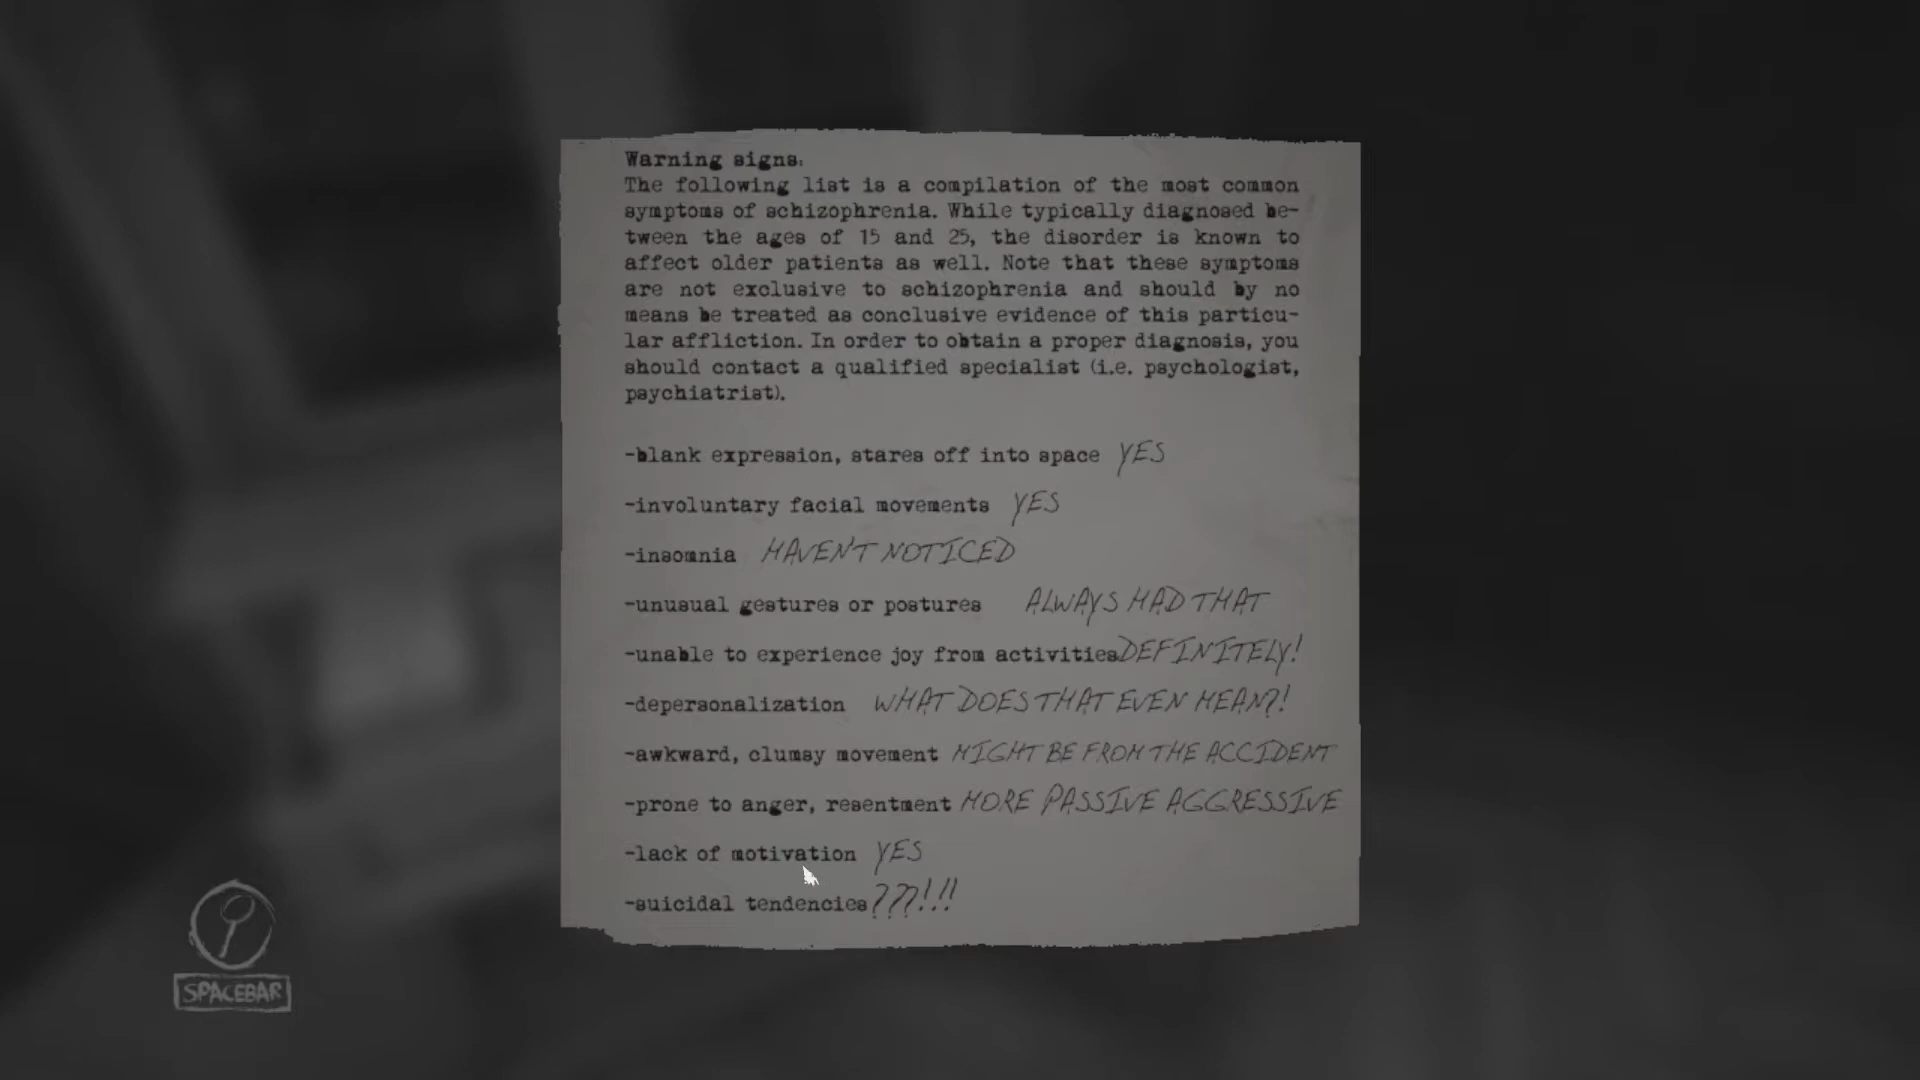 Warning signs:
The following list is a compilation of the most common
symptoms of schizophrenia. While typically diagnosed be-
tween the ages of 15 and 25, the disorder is known to
affect older patients as well. Note that these symptoms
are not exclusive to schizophrenia and should by no
means be treated as conclusive evidence of this particu-
lar affliction. In order to obtain a proper diagnosis, you
should contact a qualified specialist (i.e. psychologist,
psychiatrist).
-blank expression, stares off into space YES
-involuntary facial movements YES
-insomnia HAVEN'T NOTICED
-unusual gestures or postures ALWAYS HAD THAT
-unable to experience joy from activities DEFINITELY!
-depersonalization WHAT DOES THAT EVEN MEAN?!
-awkward, clumsy movement MIGHT BE FROM THE ACCIDENT
-prone to anger, resentment MORE PASSIVE AGGRESSIVE
-lack of motivation YES
-suicidal tendencies???!!!
SPACEBAR